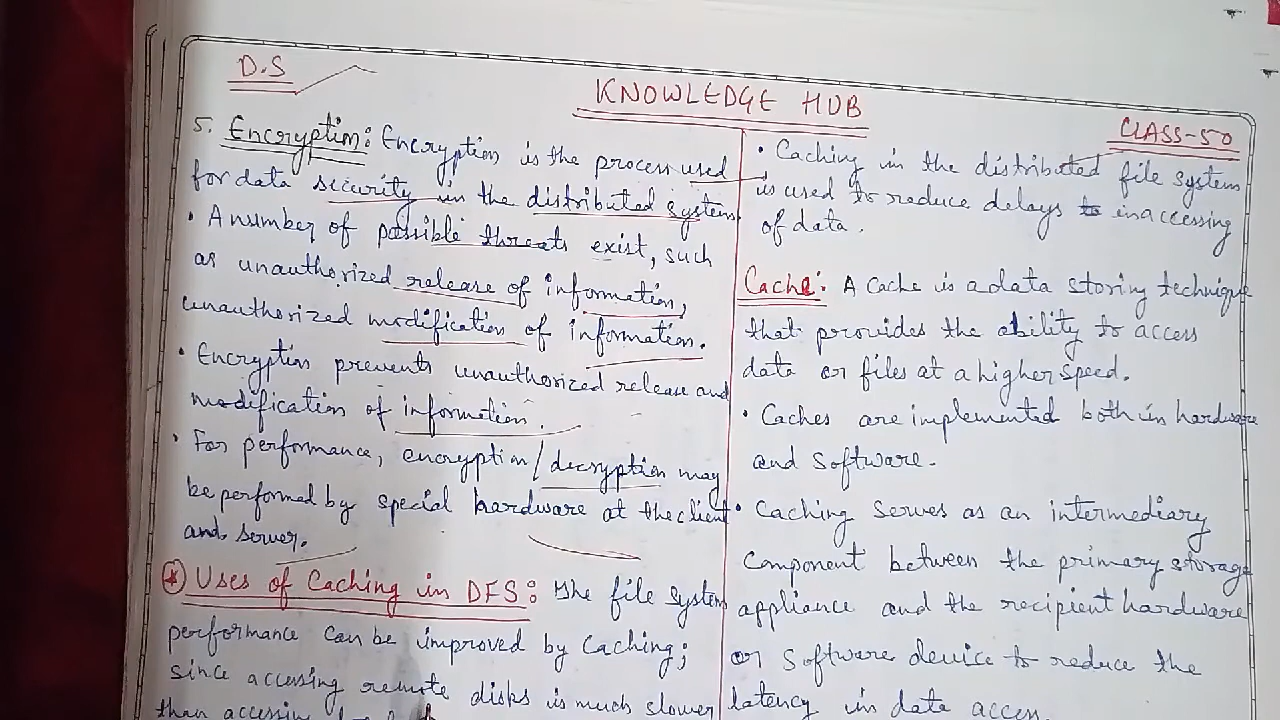 D.S
KNOWLEDGE HUB
CLASS-50
5. Encryption: Encryption is the process used
for data security in the distributed system
• A number of possible threats exist, such
as unauthorized release of information,
unauthorized modification of information.
• Encryption prevents unauthorized release and
modification of information.
• For performance, encryption/decryption may
be performed by special hardware at the client
and server.
* Uses of Caching in DFS: The file system
performance can be improved by Caching;
since accessing remote disks is much slower
than accessing
• Caching in the distributed file system
is used to reduce delays in accessing
of data.
Cache: A cache is a data storing technique
that provides the ability to access
data or files at a higher speed.
• Caches are implemented both in hardware
and software.
• Caching Serves as an intermediary
Component between the primary storage
appliance and the recipient hardware
or Software device to reduce the
latency in data access.